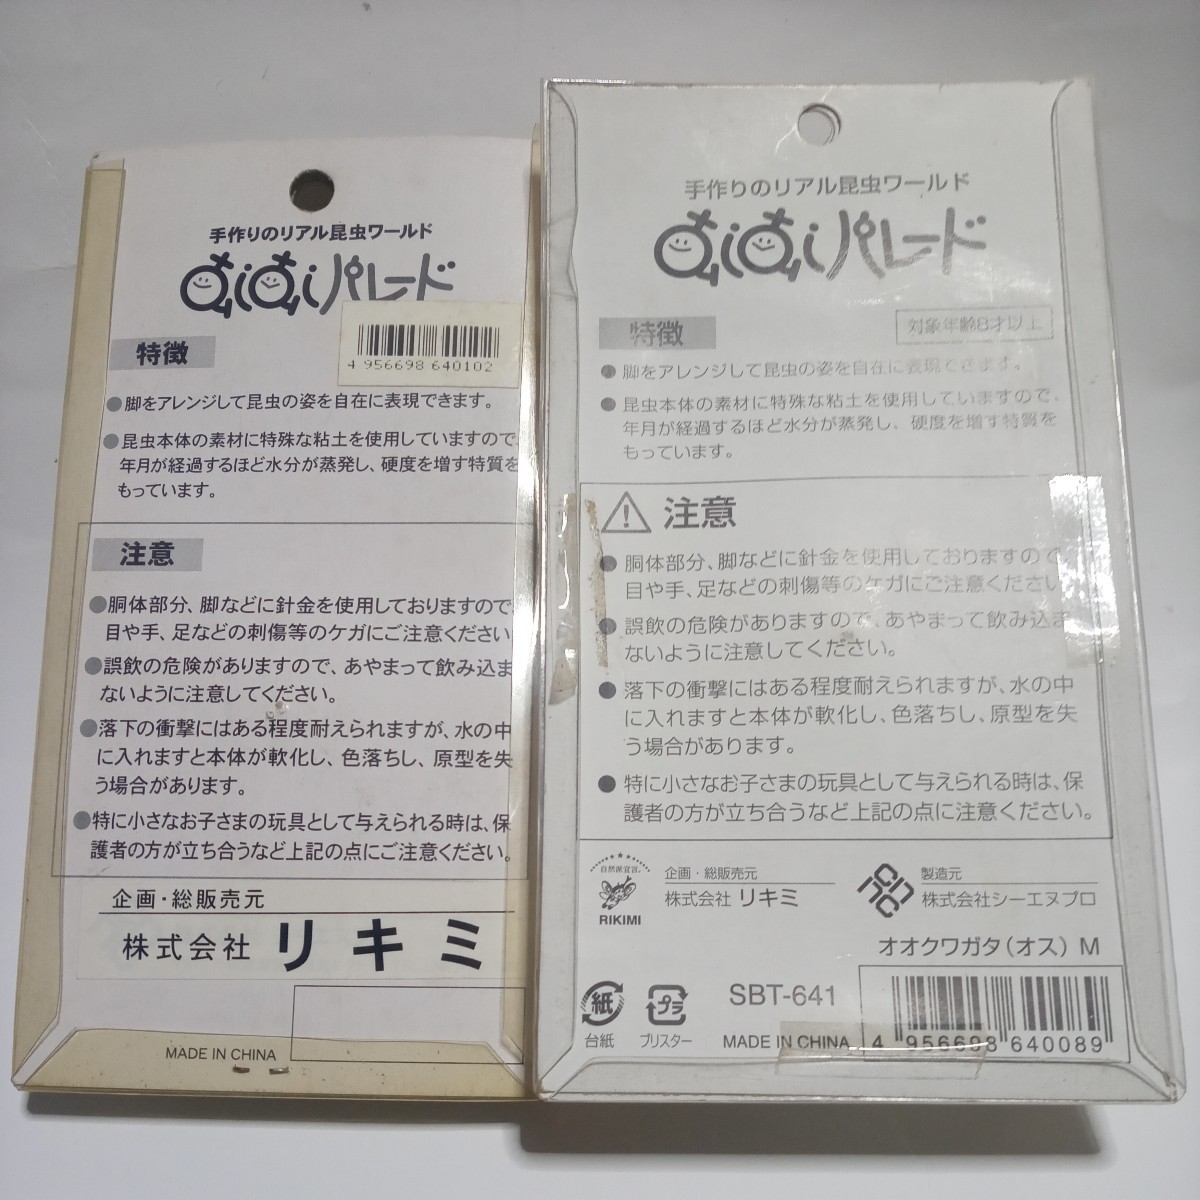 手作りのリアル昆虫ワールド
ぬいぬいパレード
4 956698 640102
特徴
●脚をアレンジして昆虫の姿を自在に表現できます。
●昆虫本体の素材に特殊な粘土を使用していますので、
年月が経過するほど水分が蒸発し、硬度を増す特質を
もっています。
注意
●胴体部分、脚などに針金を使用しておりますので
目や手、足などの刺傷等のケガにご注意ください
●誤飲の危険がありますので、あやまって飲み込ま
ないように注意してください。
●落下の衝撃にはある程度耐えられますが、水の中
に入れますと本体が軟化し、色落ちし、原型を失
う場合があります。
●特に小さなお子さまの玩具として与えられる時は、保
護者の方が立ち合うなど上記の点にご注意ください。
企画・総販売元
株式会社 リキミ
MADE IN CHINA
手作りのリアル昆虫ワールド
ぬいぬいパレード
特徴
対象年齢8才以上
●脚をアレンジして昆虫の姿を自在に表現できます。
●昆虫本体の素材に特殊な粘土を使用していますので、
年月が経過するほど水分が蒸発し、硬度を増す特質を
もっています。
注意
●胴体部分、脚などに針金を使用しておりますので、
目や手、足などの刺傷等のケガにご注意ください
●誤飲の危険がありますので、あやまって飲み込ま
ないように注意してください。
●落下の衝撃にはある程度耐えられますが、水の中
に入れますと本体が軟化し、色落ちし、原型を失
う場合があります。
●特に小さなお子さまの玩具として与えられる時は、保
護者の方が立ち合うなど上記の点に注意ください。
自然派宣言。
RIKIMI
企画・総販売元
株式会社 リキミ
製造元
株式会社シーエヌプロ
オオクワガタ(オス) M
紙
台紙
プラ
ブリスター
SBT-641
MADE IN CHINA
4 956698 640089